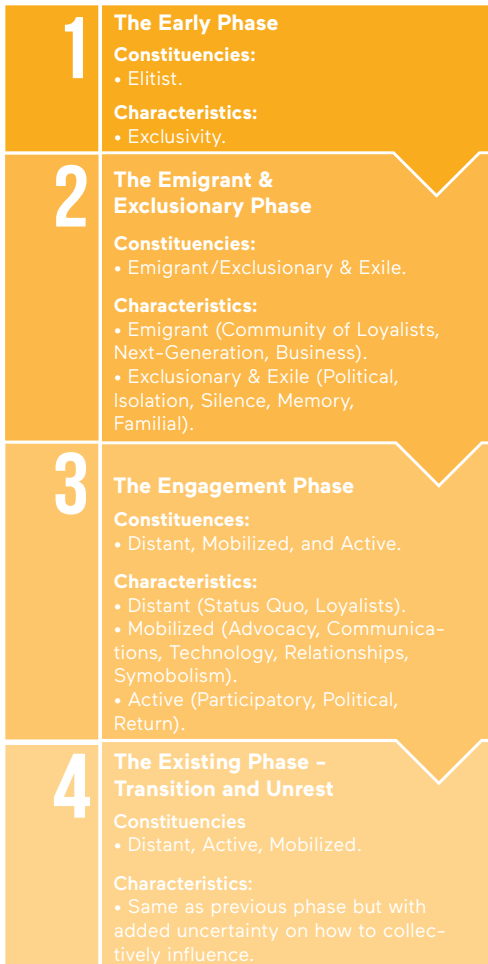 1
The Early Phase
Constituencies:
• Elitist.
Characteristics:
• Exclusivity.
2
The Emigrant &
Exclusionary Phase
Constituencies:
• Emigrant/Exclusionary & Exile.
Characteristics:
• Emigrant (Community of Loyalists,
Next-Generation, Business).
• Exclusionary & Exile (Political,
Isolation, Silence, Memory,
Familial).
3
The Engagement Phase
Constituences:
• Distant, Mobilized, and Active.
Characteristics:
• Distant (Status Quo, Loyalists).
• Mobilized (Advocacy, Communica-
tions, Technology, Relationships,
Symobolism).
• Active (Participatory, Political,
Return).
4
The Existing Phase -
Transition and Unrest
Constituencies
• Distant, Active, Mobilized.
Characteristics:
• Same as previous phase but with
added uncertainty on how to collec-
tively influence.